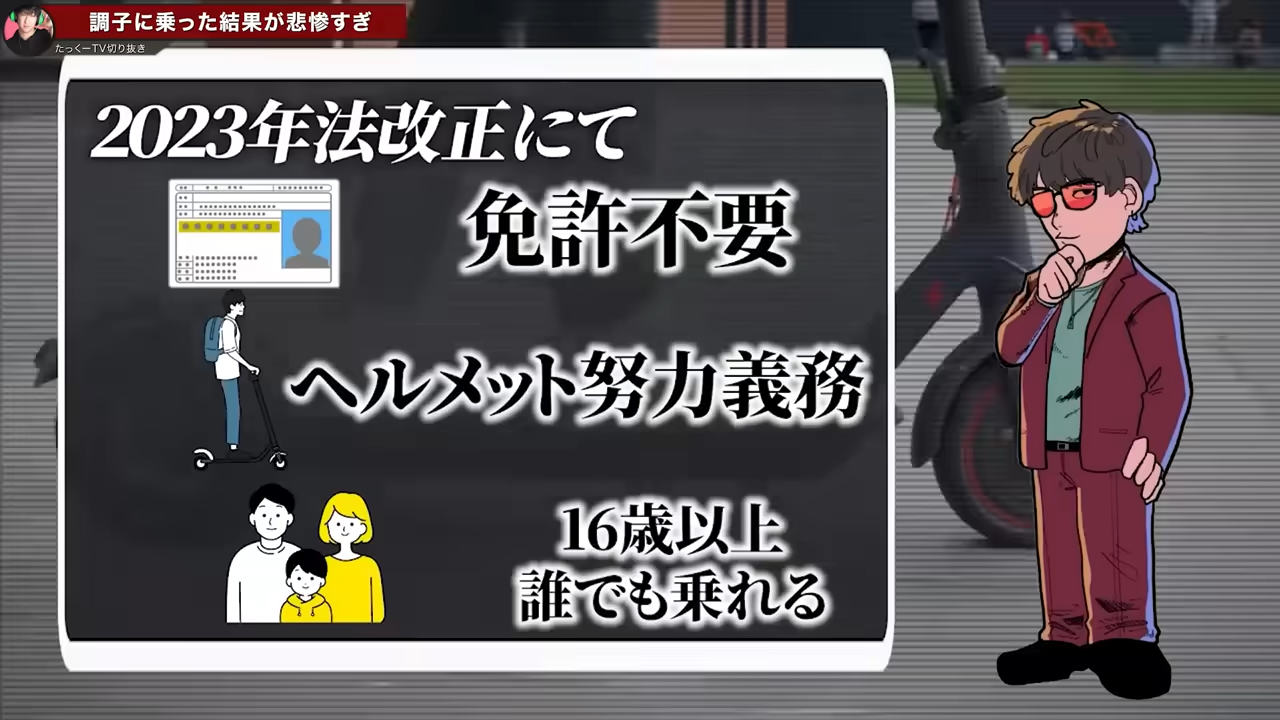 調子に乗った結果が悲惨すぎ
たっくーTV切り抜き
2023年法改正にて
免許不要
ヘルメット努力義務
16歳以上
誰でも乗れる